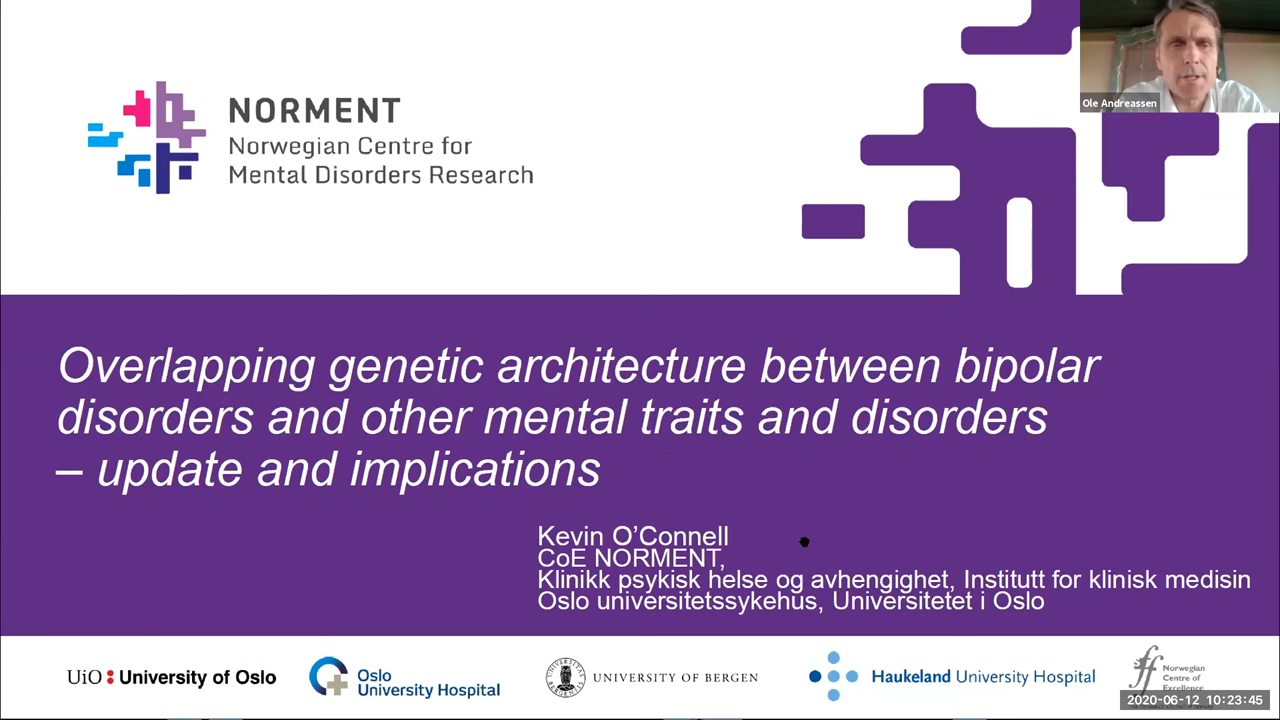 NORMENT
Norwegian Centre for
Mental Disorders Research
Ole Andreassen
Overlapping genetic architecture between bipolar
disorders and other mental traits and disorders
– update and implications
Kevin O’Connell
CoE NORMENT,
Klinikk psykisk helse og avhengighet, Institutt for klinisk medisin
Oslo universitetssykehus, Universitetet i Oslo
UiO : University of Oslo
Oslo
University Hospital
UNIVERSITY OF BERGEN
Haukeland University Hospital
Norwegian
Centre of
Excellence
2020-06-12 10:23:45